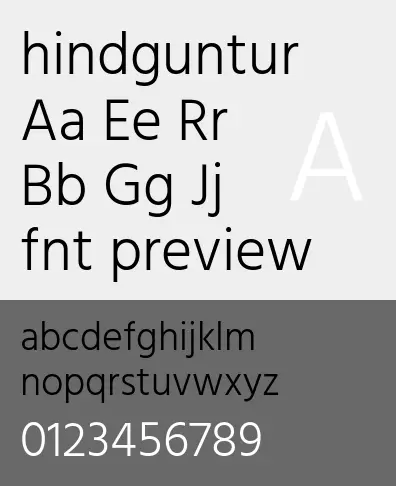 hindguntur
Aa Ee Rr
A
Bb Gg Jj
fnt preview
abcdefghijklm
nopqrstuvwxyz
0123456789